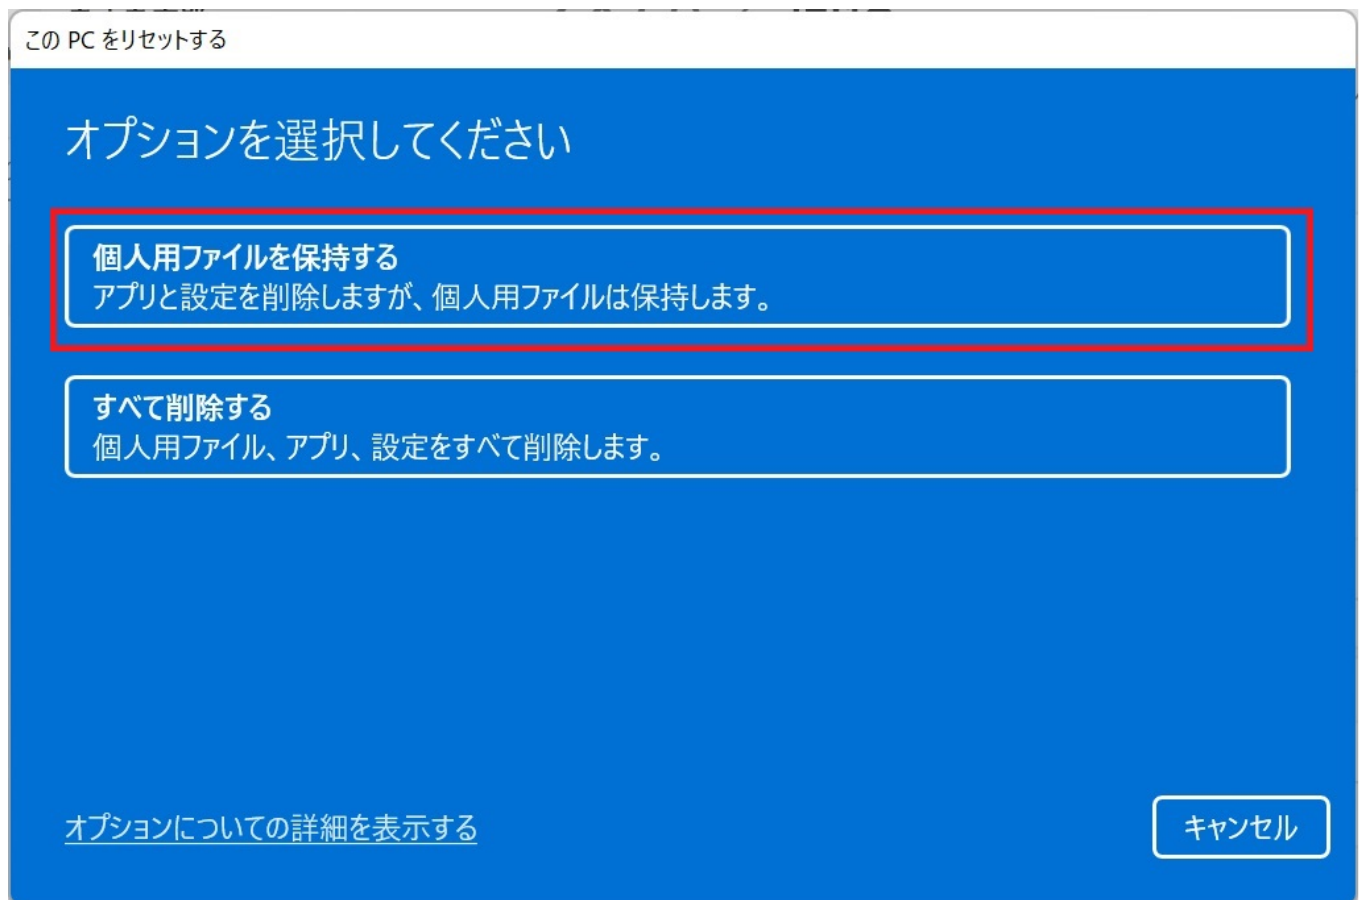 この PC をリセットする
オプションを選択してください
個人用ファイルを保持する
アプリと設定を削除しますが、個人用ファイルは保持します。
すべて削除する
個人用ファイル、アプリ、設定をすべて削除します。
オプションについての詳細を表示する
キャンセル